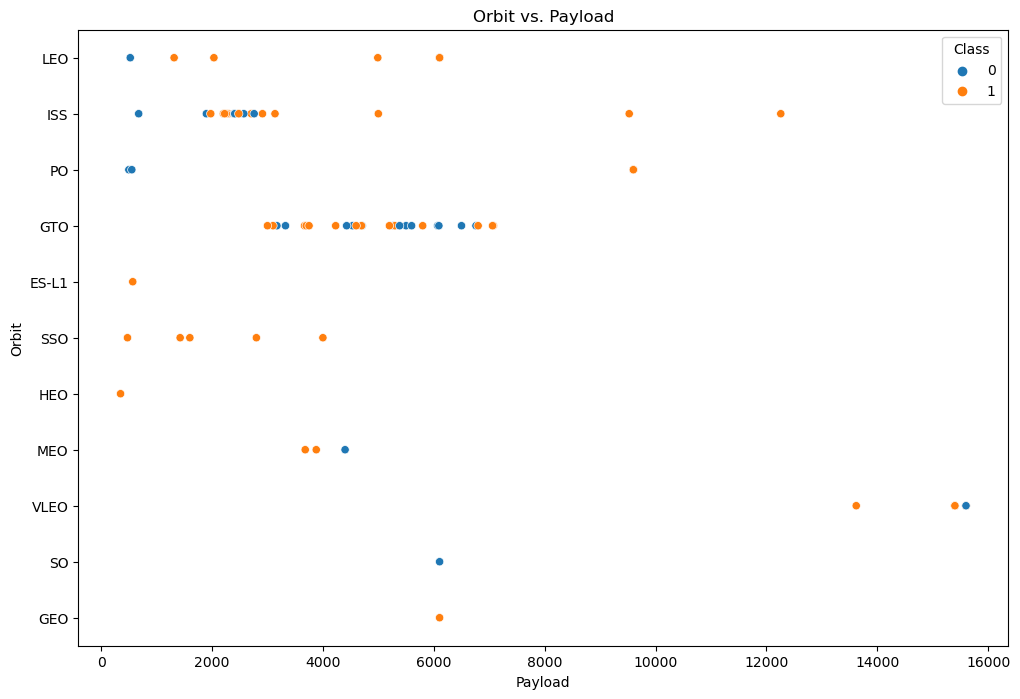 Orbit vs. Payload
Class
0
1
LEO
ISS
PO
GTO
ES-L1
SSO
HEO
MEO
VLEO
SO
GEO
Orbit
0 2000 4000 6000 8000 10000 12000 14000 16000
Payload